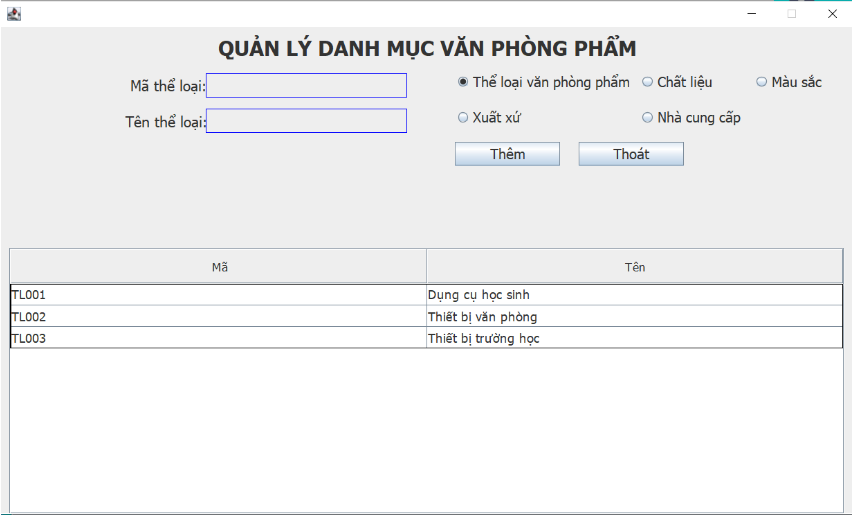 QUẢN LÝ DANH MỤC VĂN PHÒNG PHẨM
Mã thể loại:
Thể loại văn phòng phẩm Chất liệu Màu sắc
Tên thể loại:
Xuất xứ Nhà cung cấp
Thêm Thoát
Mã Tên
TL001 Dụng cụ học sinh
TL002 Thiết bị văn phòng
TL003 Thiết bị trường học